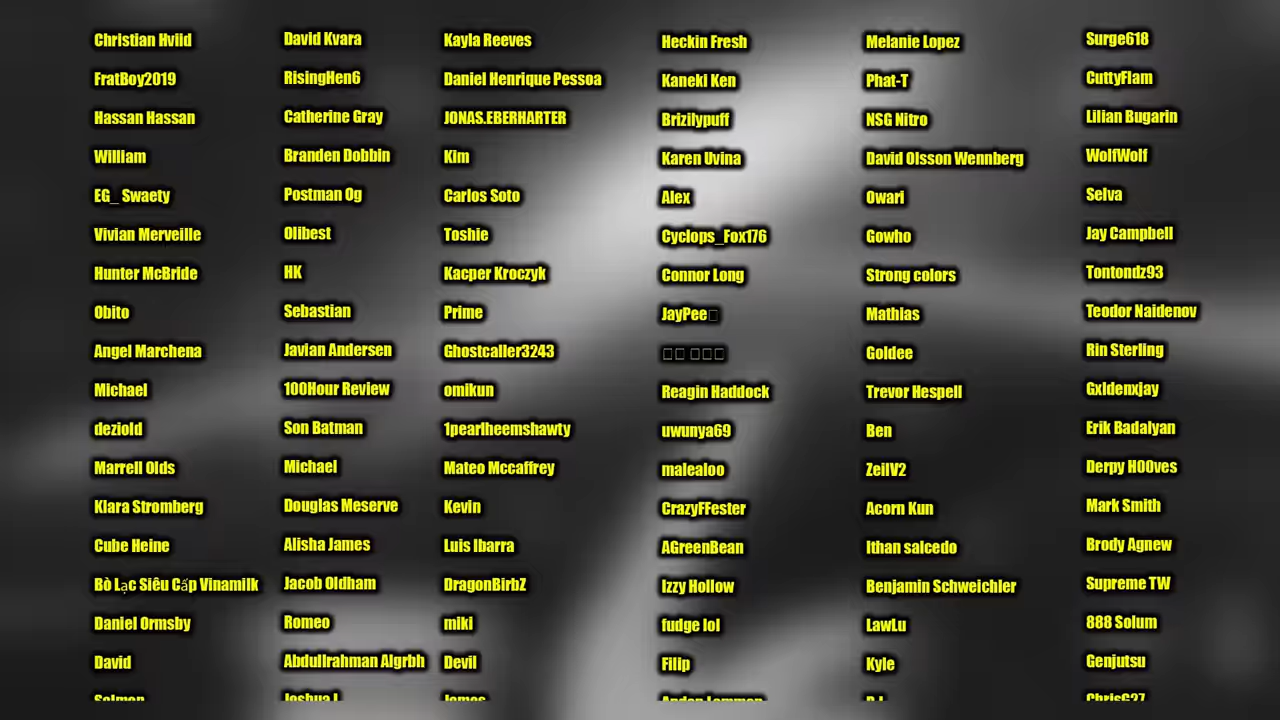 Christian Hviid
FratBoy2019
Hassan Hassan
William
EG_ Swaety
Vivian Merveille
Hunter McBride
Obito
Angel Marchena
Michael
deziold
Marrell Olds
Klara Stromberg
Cube Heine
Bò Lạc Siêu Cấp Vinamilk
Daniel Ormsby
David
David Kvara
RisingHen6
Catherine Gray
Branden Dobbin
Postman Og
Olibest
HK
Sebastian
Javian Andersen
100Hour Review
Son Batman
Michael
Douglas Meserve
Alisha James
Jacob Oldham
Romeo
Abdullrahman Algrbh
Kayla Reeves
Daniel Henrique Pessoa
JONAS.EBERHARTER
Kim
Carlos Soto
Toshie
Kacper Kroczyk
Prime
Ghostcaller3243
omikun
1pearlheemshawty
Mateo Mccaffrey
Kevin
Luis Ibarra
DragonBirbZ
miki
Devil
James
Heckin Fresh
Kaneki Ken
Brizilypuff
Karen Uvina
Alex
Cyclops_Fox176
Connor Long
JayPee
Reagin Haddock
uwunya69
malealoo
CrazyFFester
AGreenBean
Izzy Hollow
fudge lol
Filip
Melanie Lopez
Phat-T
NSG Nitro
David Olsson Wennberg
Owari
Gowho
Strong colors
Mathias
Goldee
Trevor Hespell
Ben
ZeilV2
Acorn Kun
Ithan salcedo
Benjamin Schweichler
LawLu
Kyle
Surge618
CuttyFlam
Lilian Bugarin
WolfWolf
Selva
Jay Campbell
Tontondz93
Teodor Naidenov
Rin Sterling
Gxldenxjay
Erik Badalyan
Derpy H00ves
Mark Smith
Brody Agnew
Supreme TW
888 Solum
Genjutsu